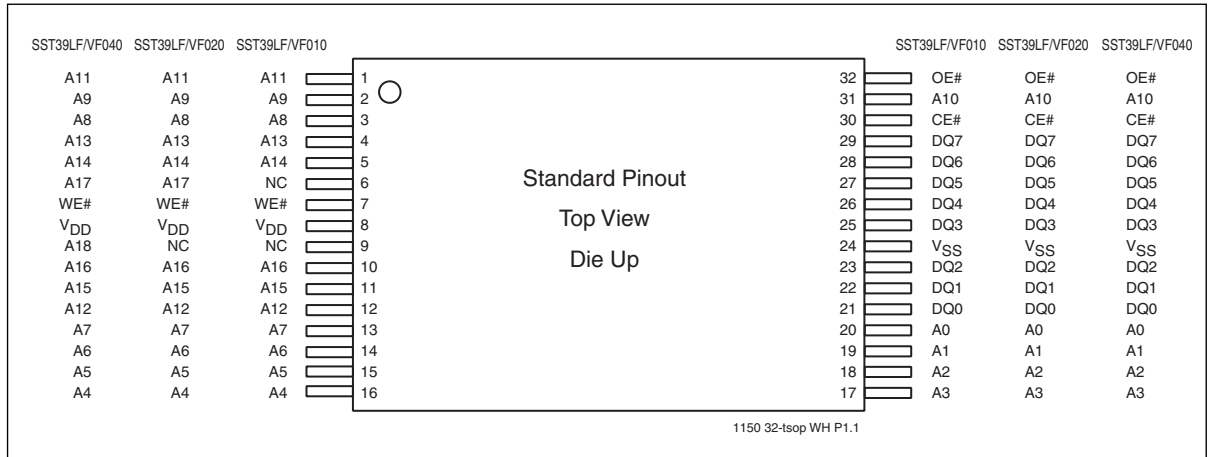 SST39LF/VF040 SST39LF/VF020 SST39LF/VF010 SST39LF/VF010 SST39LF/VF020 SST39LF/VF040
A11 A11 A11 1 32 OE# OE# OE#
A9 A9 A9 2 31 A10 A10 A10
A8 A8 A8 3 30 CE# CE# CE#
A13 A13 A13 4 29 DQ7 DQ7 DQ7
A14 A14 A14 5 28 DQ6 DQ6 DQ6
A17 A17 NC 6 27 DQ5 DQ5 DQ5
WE# WE# WE# 7 26 DQ4 DQ4 DQ4
VDD VDD VDD 8 25 DQ3 DQ3 DQ3
A18 NC NC 9 24 VSS VSS VSS
A16 A16 A16 10 23 DQ2 DQ2 DQ2
A15 A15 A15 11 22 DQ1 DQ1 DQ1
A12 A12 A12 12 21 DQ0 DQ0 DQ0
A7 A7 A7 13 20 A0 A0 A0
A6 A6 A6 14 19 A1 A1 A1
A5 A5 A5 15 18 A2 A2 A2
A4 A4 A4 16 17 A3 A3 A3
Standard Pinout
Top View
Die Up
1150 32-tsop WH P1.1